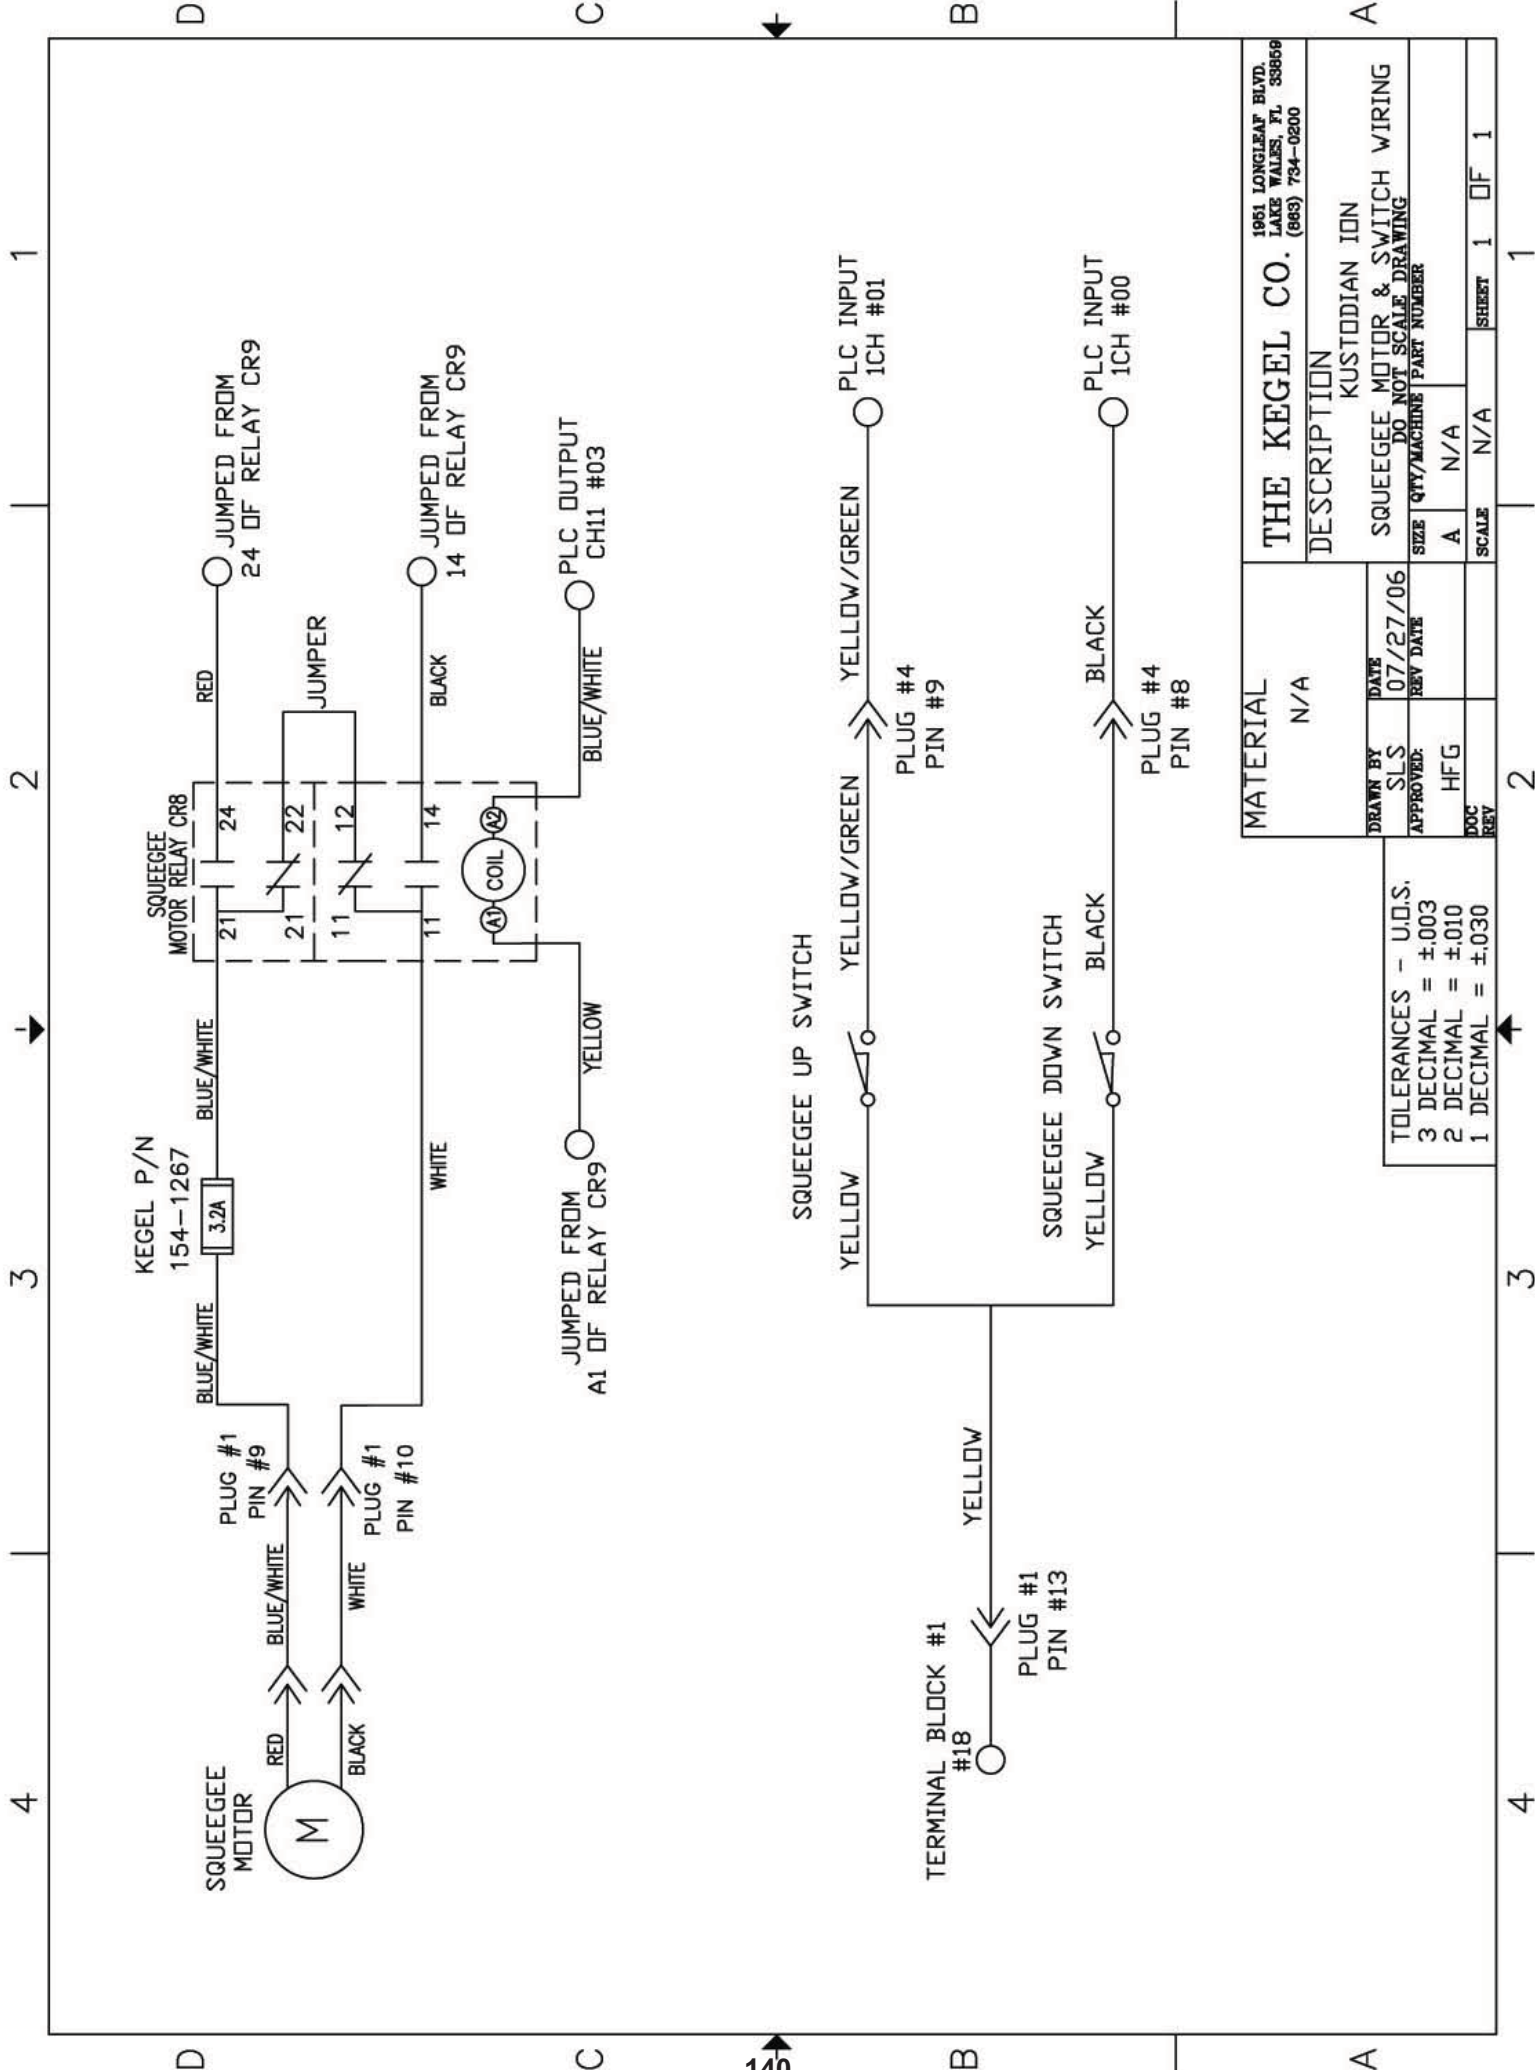 4
3
2
1
D
C
B
A
D
C
B
A
4
3
2
1
SQUEEGEE
MOTOR
M
RED
BLACK
BLUE/WHITE
WHITE
PLUG #1
PIN #9
PLUG #1
PIN #10
BLUE/WHITE
KEGEL P/N
154-1267
3.2A
BLUE/WHITE
WHITE
SQUEEGEE
MOTOR RELAY CR8
21
24
21
22
11
12
11
14
A1
COIL
A2
JUMPER
RED
JUMPED FROM
24 OF RELAY CR9
BLACK
JUMPED FROM
14 OF RELAY CR9
JUMPED FROM
A1 OF RELAY CR9
YELLOW
BLUE/WHITE
PLC OUTPUT
CH11 #03
SQUEEGEE UP SWITCH
YELLOW
YELLOW/GREEN
PLUG #4
PIN #9
YELLOW/GREEN
PLC INPUT
1CH #01
TERMINAL BLOCK #1
#18
PLUG #1
PIN #13
YELLOW
SQUEEGEE DOWN SWITCH
YELLOW
BLACK
PLUG #4
PIN #8
BLACK
PLC INPUT
1CH #00
TOLERANCES - U.O.S.
3 DECIMAL = ±.003
2 DECIMAL = ±.010
1 DECIMAL = ±.030
MATERIAL
N/A
DRAWN BY
SLS
DATE
07/27/06
APPROVED:
HFG
REV DATE
DOC
REV
THE KEGEL CO.
1951 LONGLEAF BLVD.
LAKE WALES, FL 33859
(863) 734-0200
DESCRIPTION
KUSTODIAN ION
SQUEEGEE MOTOR & SWITCH WIRING
DO NOT SCALE DRAWING
SIZE
A
QTY/MACHINE
N/A
PART NUMBER
SCALE
N/A
SHEET 1 OF 1
140